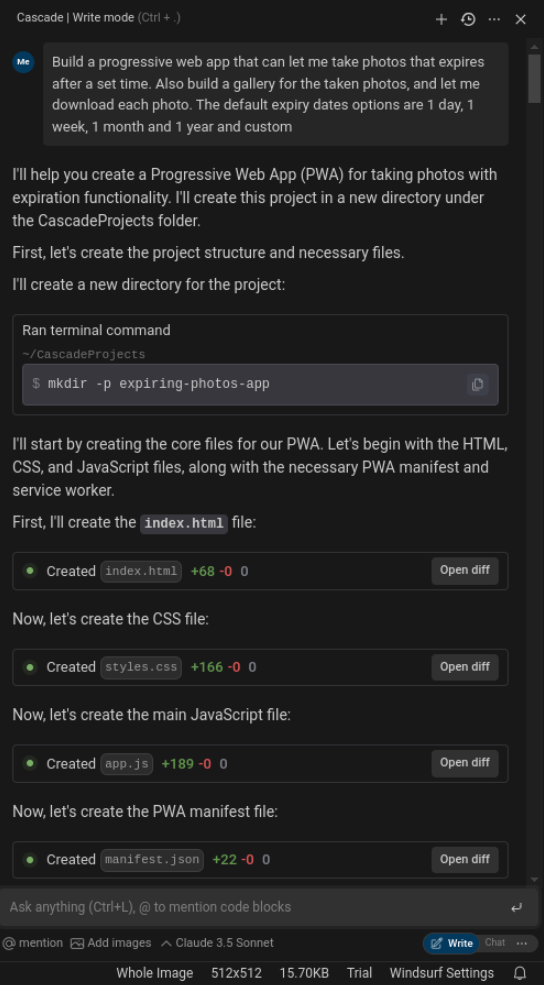 Cascade | Write mode (Ctrl + .)
Me
Build a progressive web app that can let me take photos that expires
after a set time. Also build a gallery for the taken photos, and let me
download each photo. The default expiry dates options are 1 day, 1
week, 1 month and 1 year and custom
I'll help you create a Progressive Web App (PWA) for taking photos with
expiration functionality. I'll create this project in a new directory under
the CascadeProjects folder.
First, let's create the project structure and necessary files.
I'll create a new directory for the project:
Ran terminal command
~/CascadeProjects
$ mkdir -p expiring-photos-app
I'll start by creating the core files for our PWA. Let's begin with the HTML,
CSS, and JavaScript files, along with the necessary PWA manifest and
service worker.
First, I'll create the index.html file:
Created index.html +68 -0 0 Open diff
Now, let's create the CSS file:
Created styles.css +166 -0 0 Open diff
Now, let's create the main JavaScript file:
Created app.js +189 -0 0 Open diff
Now, let's create the PWA manifest file:
Created manifest.json +22 -0 0 Open diff
Ask anything (Ctrl+L), @ to mention code blocks
@ mention Add images Claude 3.5 Sonnet Write Chat ...
Whole Image 512x512 15.70KB Trial Windsurf Settings